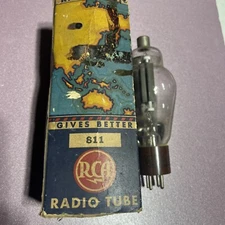 GIVES BETTER
811
RCA
RADIO TUBE